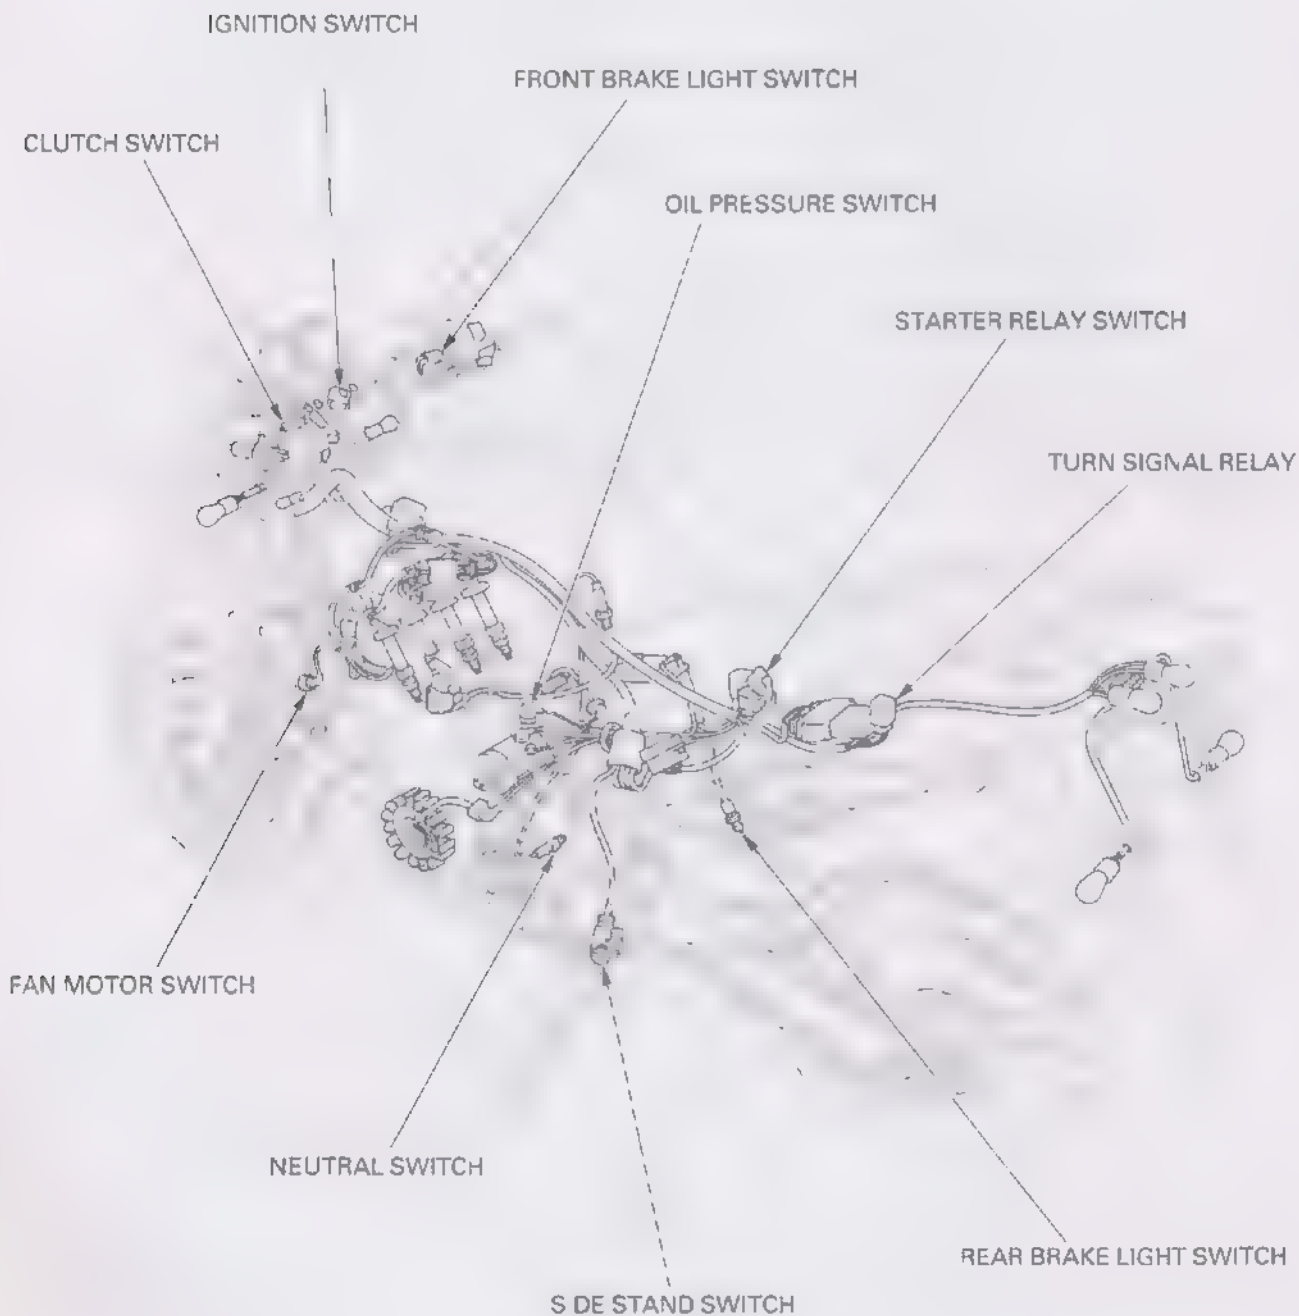 IGNITION SWITCH
FRONT BRAKE LIGHT SWITCH
CLUTCH SWITCH
OIL PRESSURE SWITCH
STARTER RELAY SWITCH
TURN SIGNAL RELAY
FAN MOTOR SWITCH
NEUTRAL SWITCH
REAR BRAKE LIGHT SWITCH
S DE STAND SWITCH